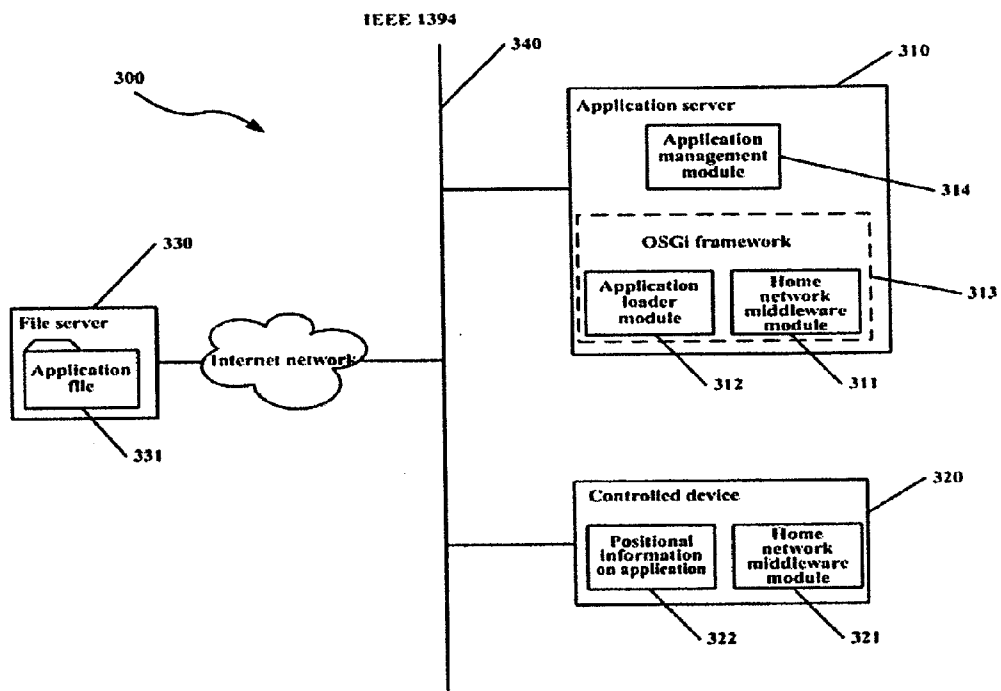 IEEE 1394
340
310
300
Application server
Application
management
module
314
OSGi framework
313
Application
loader
module
Home
network
middleware
module
312
311
330
File server
Application
file
331
Internet network
320
Controlled device
Positional
information
on application
Home
network
middleware
module
322
321